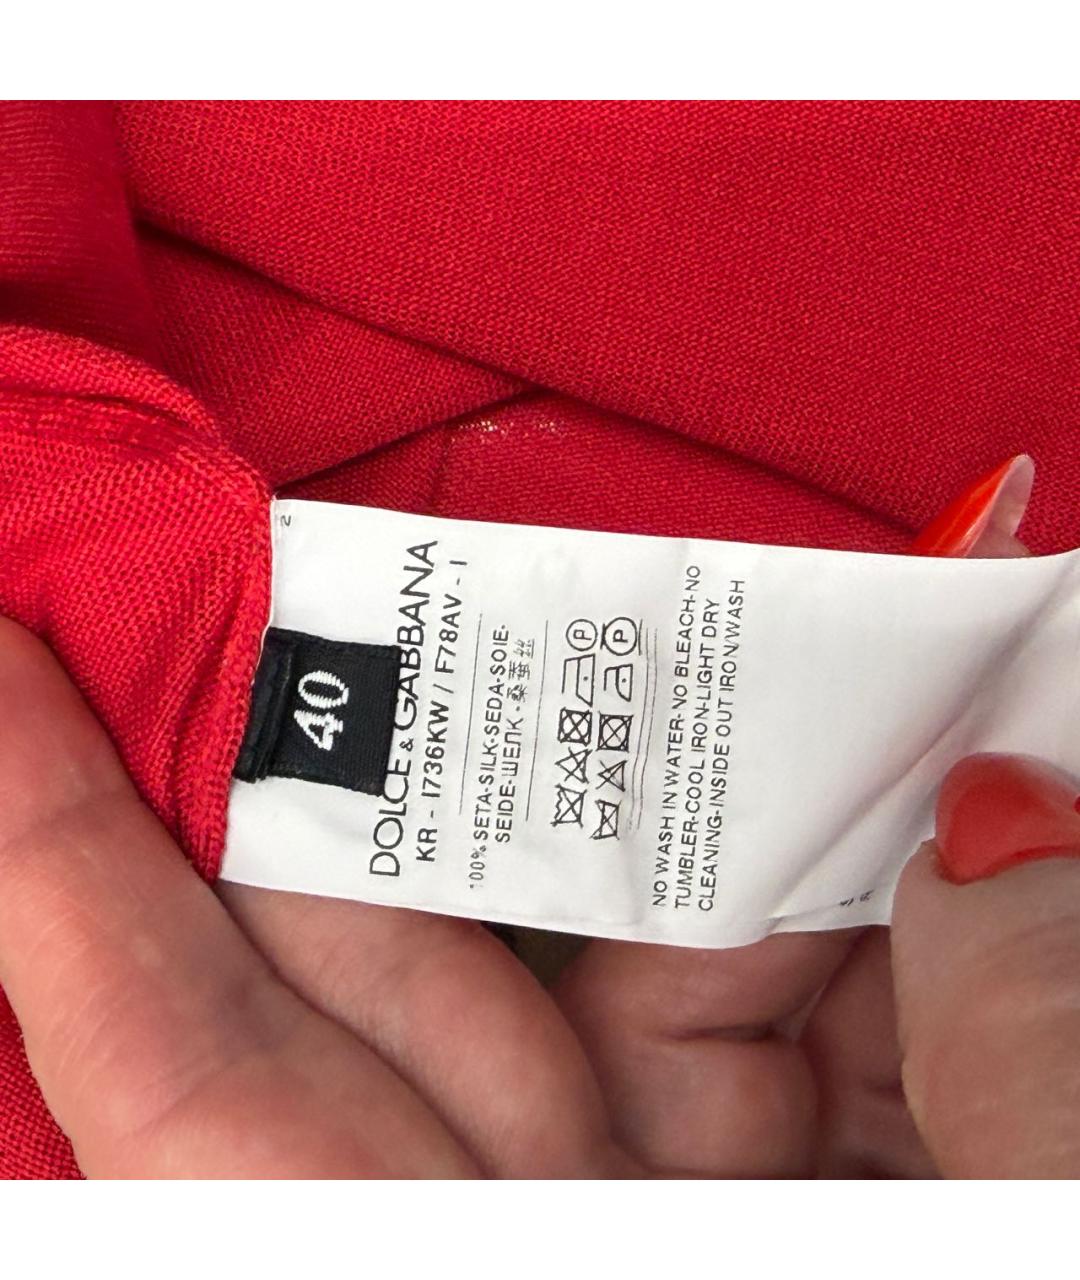 2
40
DOLCE & GABBANA
KR - I736KW / F78AV - I
100% SETA-SILK-SEDA-SOIE-
SEIDE-ШЕЛК-桑蚕丝
P
P
NO WASH IN WATER-NO BLEACH-NO
TUMBLER-COOL IRON-LIGHT DRY
CLEANING-INSIDE OUT IRON/WASH